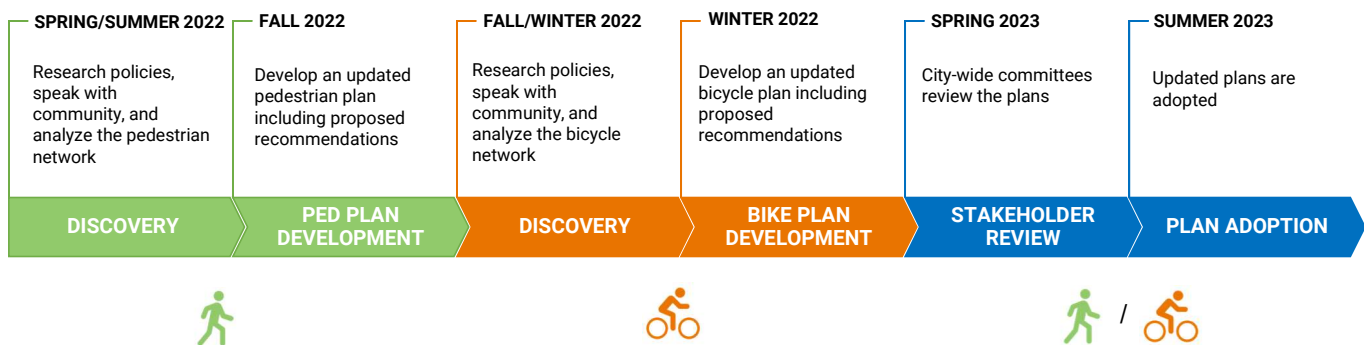 SPRING/SUMMER 2022
Research policies,
speak with
community, and
analyze the pedestrian
network
DISCOVERY
FALL 2022
Develop an updated
pedestrian plan
including proposed
recommendations
PED PLAN
DEVELOPMENT
FALL/WINTER 2022
Research policies,
speak with
community, and
analyze the bicycle
network
DISCOVERY
WINTER 2022
Develop an updated
bicycle plan including
proposed
recommendations
BIKE PLAN
DEVELOPMENT
SPRING 2023
City-wide committees
review the plans
STAKEHOLDER
REVIEW
SUMMER 2023
Updated plans are
adopted
PLAN ADOPTION
/